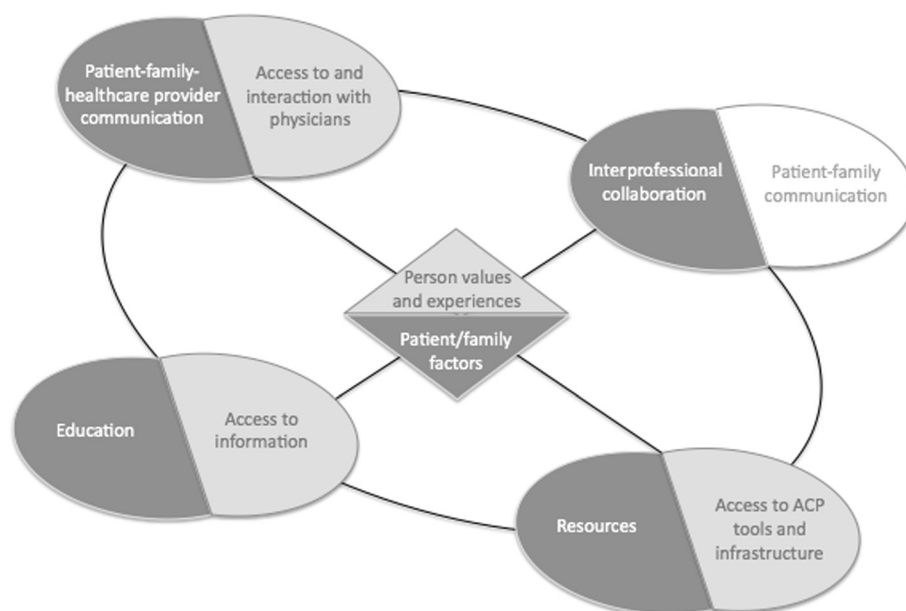 Patient-family-
healthcare provider
communication
Access to and
interaction with
physicians
Interprofessional
collaboration
Patient-family
communication
Person values
and experiences
Patient/family
factors
Education
Access to
information
Resources
Access to ACP
tools and
infrastructure